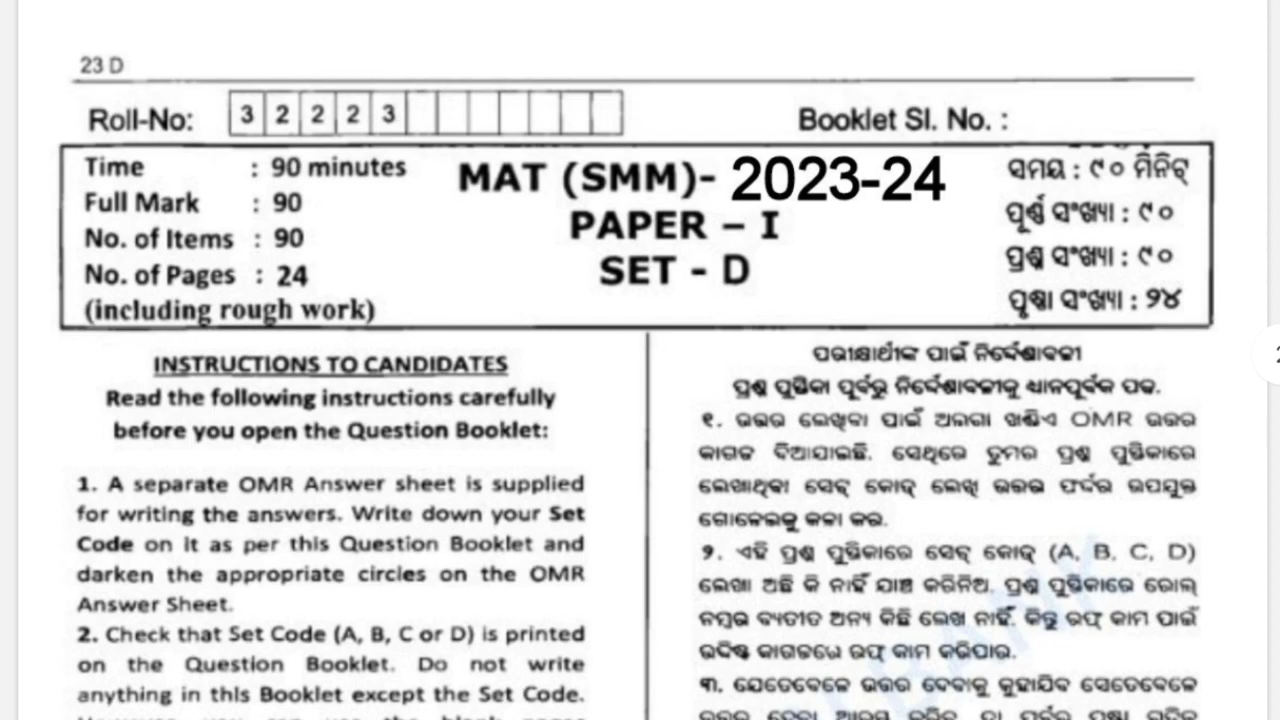 23 D
Roll-No: 3 2 2 2 3
Booklet Sl. No. :
Time : 90 minutes
Full Mark : 90
No. of Items : 90
No. of Pages : 24
(including rough work)
MAT (SMM)- 2023-24
PAPER – I
SET - D
ସମୟ : ୯୦ ମିନିଟ୍
ପୂର୍ଣ୍ଣ ସଂଖ୍ୟା : ୯୦
ପ୍ରଶ୍ନ ସଂଖ୍ୟା : ୯୦
ପୃଷ୍ଠା ସଂଖ୍ୟା : ୨୪
INSTRUCTIONS TO CANDIDATES
Read the following instructions carefully
before you open the Question Booklet:
1. A separate OMR Answer sheet is supplied
for writing the answers. Write down your Set
Code on it as per this Question Booklet and
darken the appropriate circles on the OMR
Answer Sheet.
2. Check that Set Code (A, B, C or D) is printed
on the Question Booklet. Do not write
anything in this Booklet except the Set Code.
ପରୀକ୍ଷାର୍ଥୀଙ୍କ ପାଇଁ ନିର୍ଦ୍ଦେଶାବଳୀ
ପ୍ରଶ୍ନ ପୁସ୍ତିକା ପୂର୍ବରୁ ନିର୍ଦ୍ଦେଶାବଳୀକୁ ଧ୍ୟାନପୂର୍ବକ ପଢ.
୧. ଉତ୍ତର ଲେଖିବା ପାଇଁ ଅଲଗା ଖଣ୍ଡିଏ OMR ଉତ୍ତର
କାଗଜ ଦିଆଯାଇଛି. ସେଥିରେ ତୁମର ପ୍ରଶ୍ନ ପୁସ୍ତିକାରେ
ଲେଖାଥିବା ସେଟ୍ କୋଡ୍ ଲେଖି ଉତ୍ତର ଫର୍ଦ୍ଦର ଉପଯୁକ୍ତ
ଗୋଳେଇକୁ କଳା କର.
୨. ଏହି ପ୍ରଶ୍ନ ପୁସ୍ତିକାରେ ସେଟ୍ କୋଡ୍ (A, B, C, D)
ଲେଖା ଅଛି କି ନାହିଁ ଯାଞ୍ଚ କରିନିଅ. ପ୍ରଶ୍ନ ପୁସ୍ତିକାରେ ରୋଲ୍
ନମ୍ବର ବ୍ୟତୀତ ଅନ୍ୟ କିଛି ଲେଖ ନାହିଁ. କିନ୍ତୁ ରଫ୍ କାମ ପାଇଁ
ଉଦ୍ଦିଷ୍ଟ କାଗଜରେ ରଫ୍ କାମ କରିପାର.
୩. ଯେତେବେଳେ ଉତ୍ତର ଦେବାକୁ କୁହାଯିବ ସେତେବେଳେ